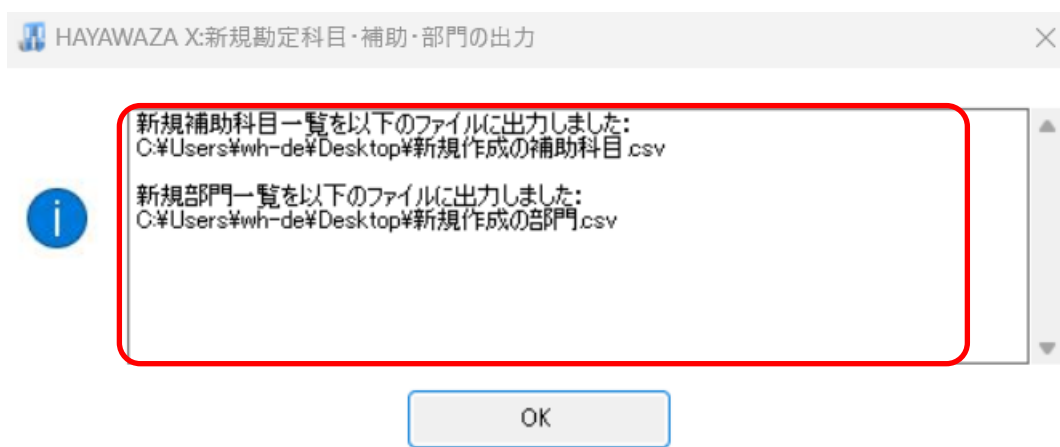 HAYAWAZA X:新規勘定科目・補助・部門の出力
新規補助科目一覧を以下のファイルに出力しました:
C:¥Users¥wh-de¥Desktop¥新規作成の補助科目.csv
新規部門一覧を以下のファイルに出力しました:
C:¥Users¥wh-de¥Desktop¥新規作成の部門.csv
OK